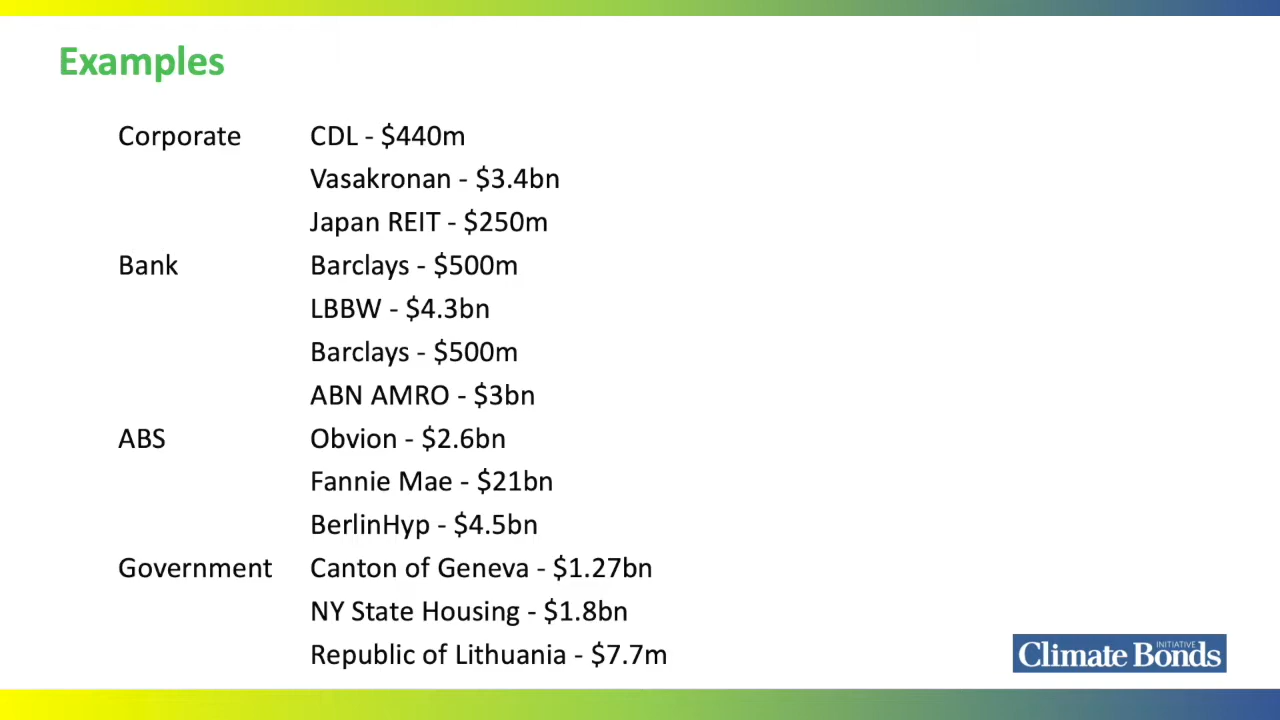 Examples
Corporate CDL - $440m
Vasakronan - $3.4bn
Japan REIT - $250m
Bank Barclays - $500m
LBBW - $4.3bn
Barclays - $500m
ABN AMRO - $3bn
ABS Obvion - $2.6bn
Fannie Mae - $21bn
BerlinHyp - $4.5bn
Government Canton of Geneva - $1.27bn
NY State Housing - $1.8bn
Republic of Lithuania - $7.7m
INITIATIVE
Climate Bonds